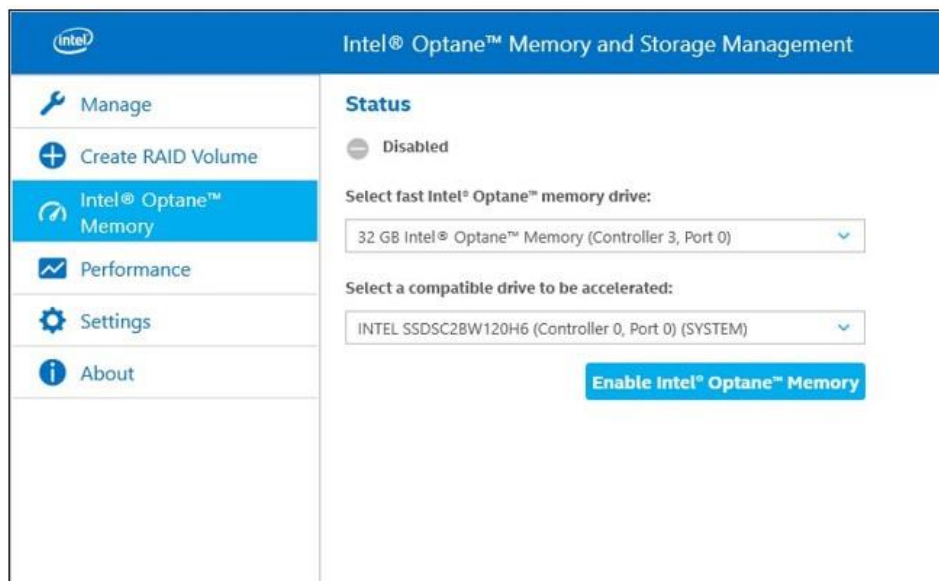 intel
Intel® Optane™ Memory and Storage Management
Manage
Create RAID Volume
Intel® Optane™
Memory
Performance
Settings
About
Status
Disabled
Select fast Intel® Optane™ memory drive:
32 GB Intel® Optane™ Memory (Controller 3, Port 0)
Select a compatible drive to be accelerated:
INTEL SSDSC2BW120H6 (Controller 0, Port 0) (SYSTEM)
Enable Intel® Optane™ Memory